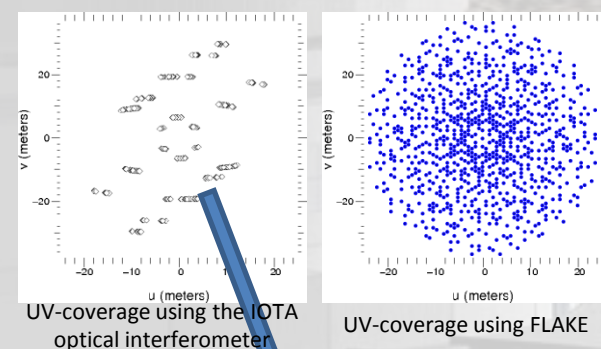 20
0
−20
v (meters)
−20 −10 0 10 20
u (meters)
UV-coverage using the IOTA
optical interferometer
20
0
−20
v (meters)
−20 −10 0 10 20
u (meters)
UV-coverage using FLAKE